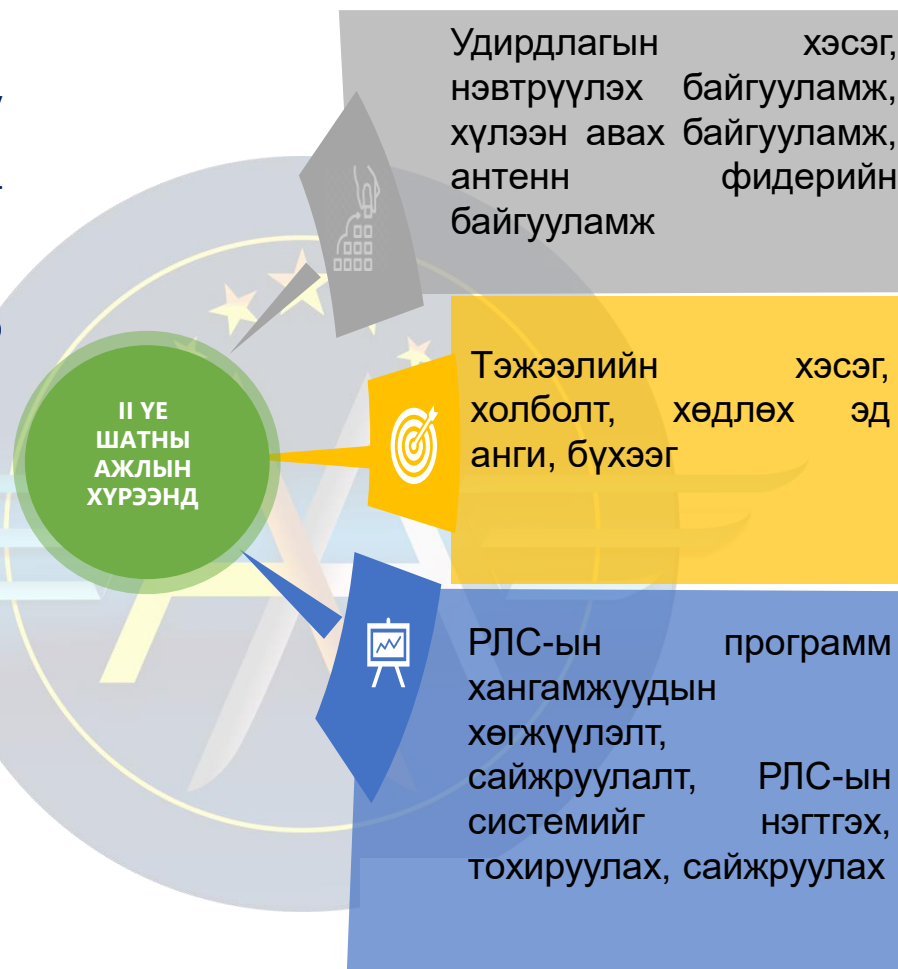 Удирдлагын хэсэг,
нэвтрүүлэх байгууламж,
хүлээн авах байгууламж,
антенн фидерийн
байгууламж
II ҮЕ
ШАТНЫ
АЖЛЫН
ХҮРЭЭНД
Тэжээлийн хэсэг,
холболт, хөдлөх эд
анги, бүхээг
РЛС-ын программ
хангамжуудын
хөгжүүлэлт,
сайжруулалт, РЛС-ын
системийг нэгтгэх,
тохируулах, сайжруулах